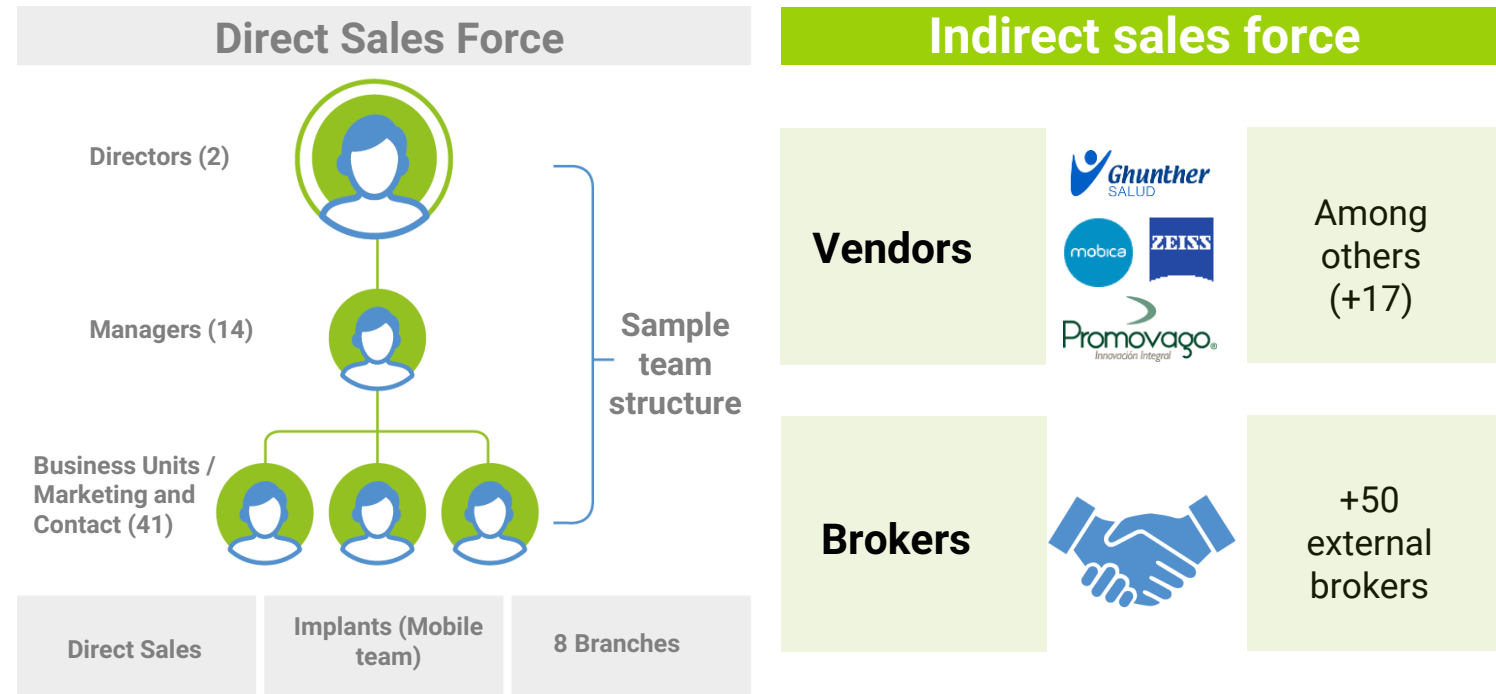 Direct Sales Force
Directors (2)
Managers (14)
Business Units /
Marketing and
Contact (41)
Sample
team
structure
Direct Sales
Implants (Mobile
team)
8 Branches
Indirect sales force
Vendors
Ghunther
SALUD
mobica
ZEISS
Promovago®
Innovación Integral
Among
others
(+17)
Brokers
+50
external
brokers